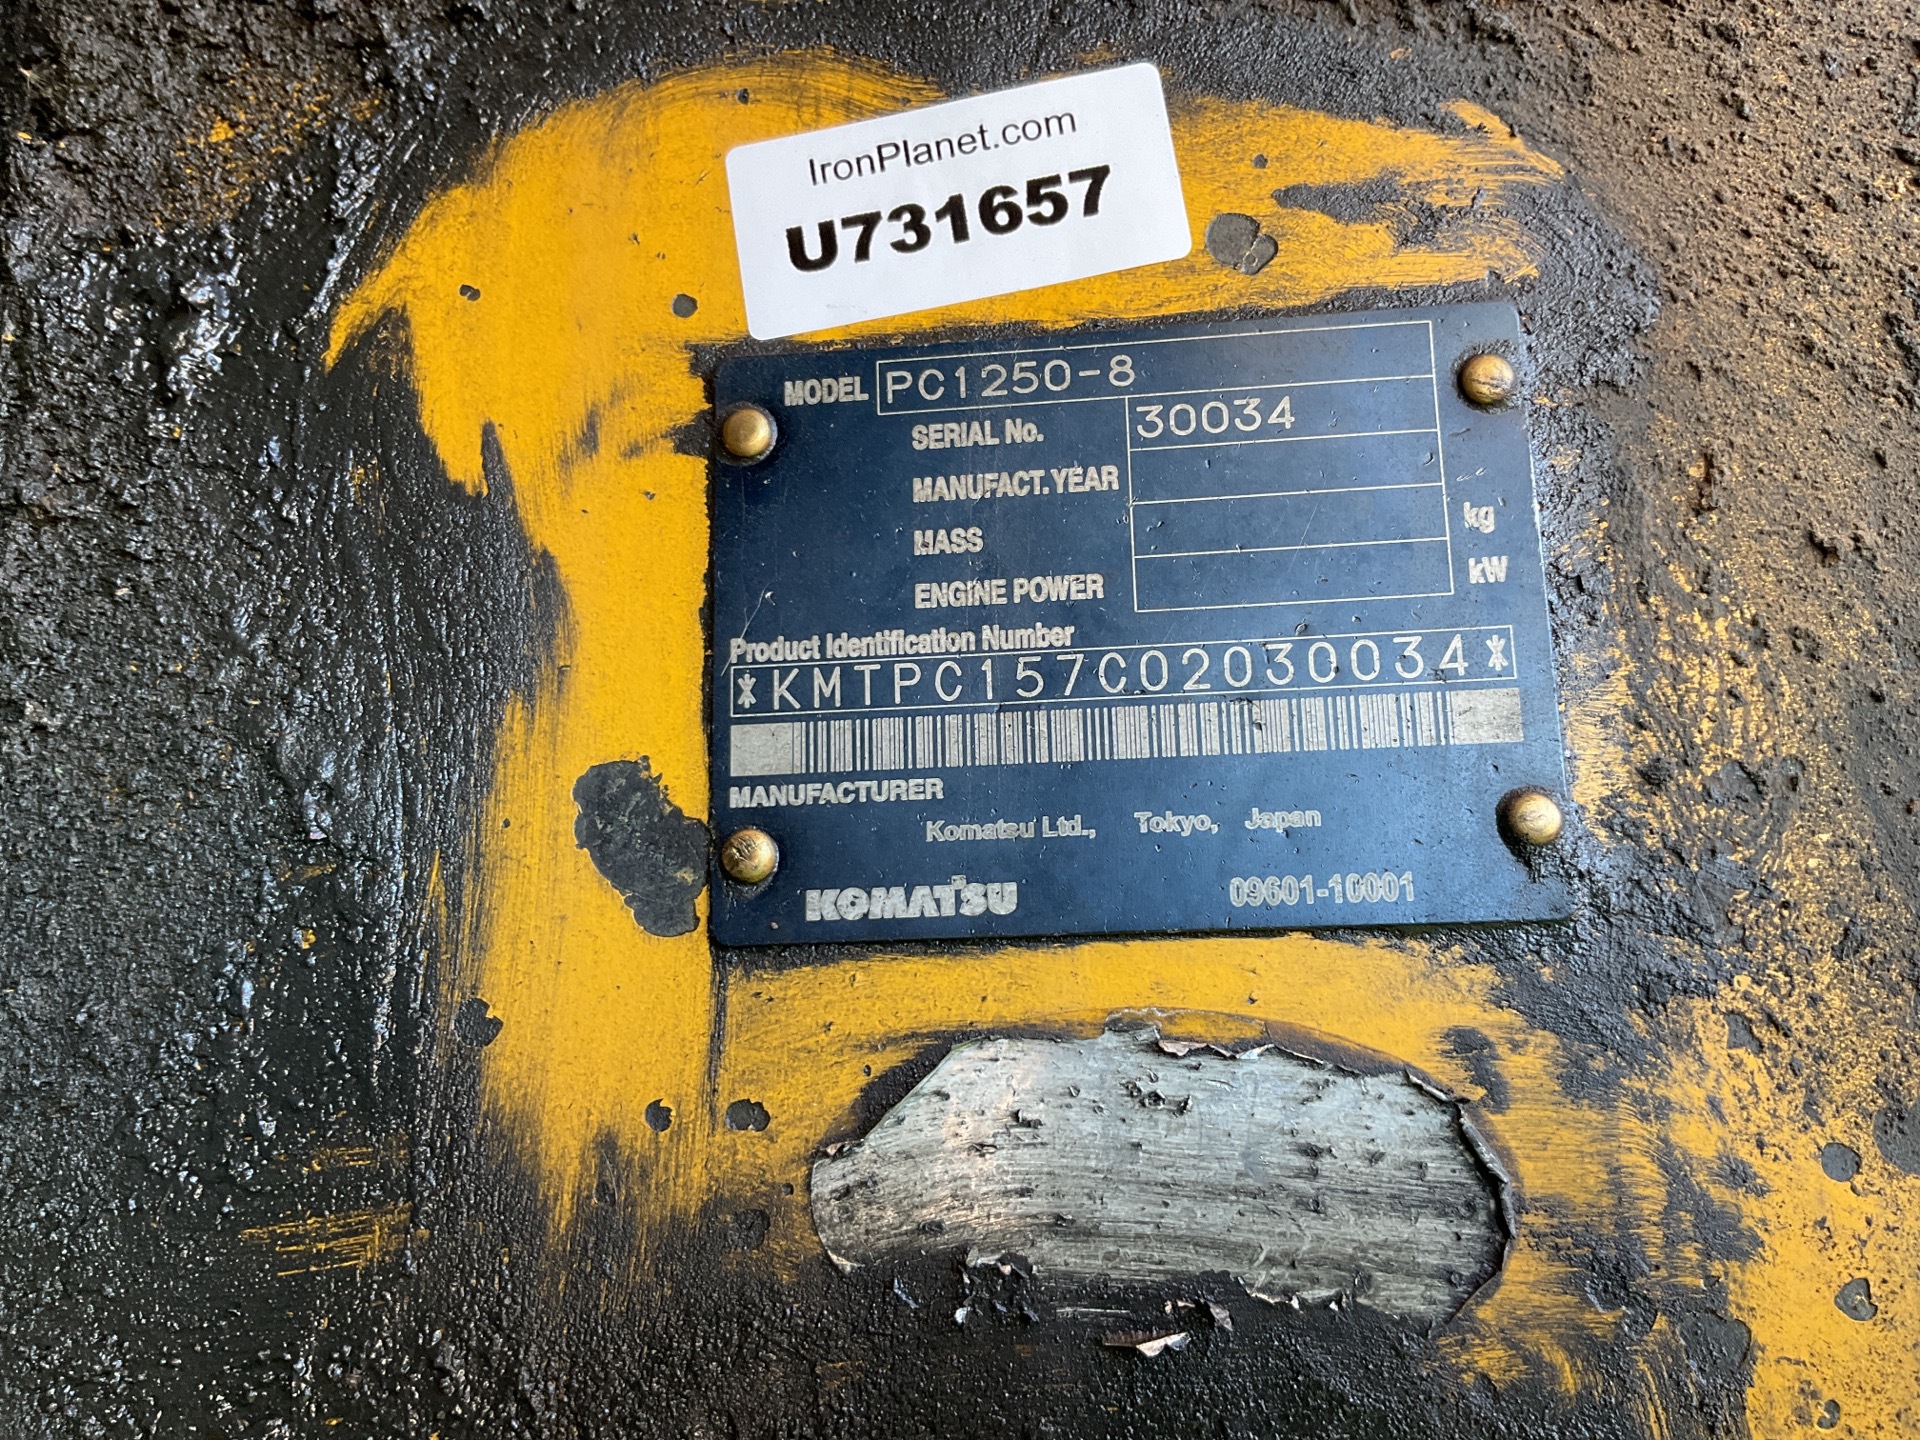 IronPlanet.com
U731657
MODEL PC1250-8
SERIAL No. 30034
MANUFACT. YEAR
MASS kg
ENGINE POWER kW
Product Identification Number
*KMTPC157C02030034*
MANUFACTURER
Komatsu Ltd., Tokyo, Japan
KOMATSU 09601-10001